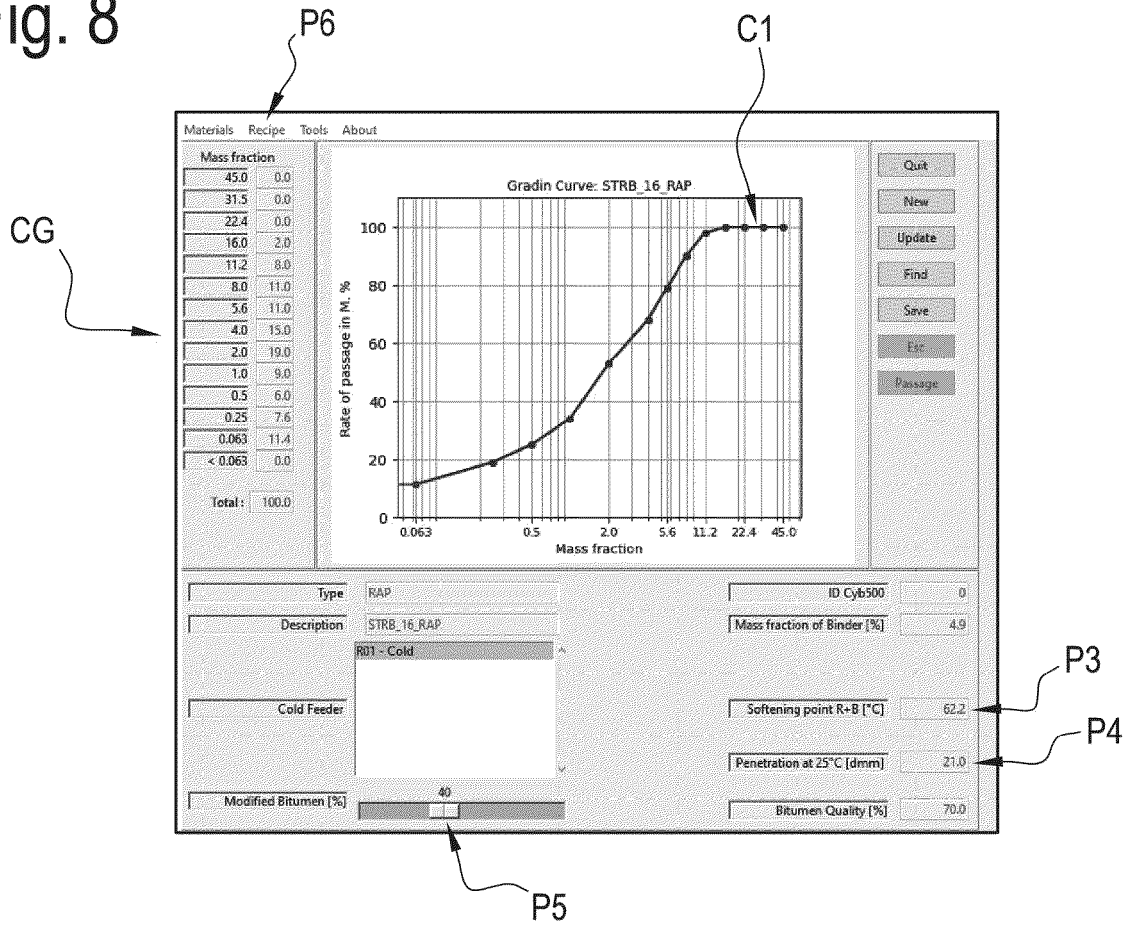 Fig. 8
P6
C1
CG
P3
P4
P5
Materials Recipe Tools About
Mass fraction
45.0 0.0
31.5 0.0
22.4 0.0
16.0 2.0
11.2 8.0
8.0 11.0
5.6 11.0
4.0 15.0
2.0 19.0
1.0 9.0
0.5 6.0
0.25 7.6
0.063 11.4
< 0.063 0.0
Total : 100.0
Gradin Curve: STRB_16_RAP
Rate of passage in M. %
100
80
60
40
20
0
0.063 0.5 2.0 5.6 11.2 22.4 45.0
Mass fraction
Quit
New
Update
Find
Save
Esc
Passage
Type RAP
Description STRB_16_RAP
Cold Feeder R01 - Cold
Modified Bitumen [%] 40
ID Cyb500 0
Mass fraction of Binder [%] 4.9
Softening point R+B [°C] 62.2
Penetration at 25°C [dmm] 21.0
Bitumen Quality [%] 70.0